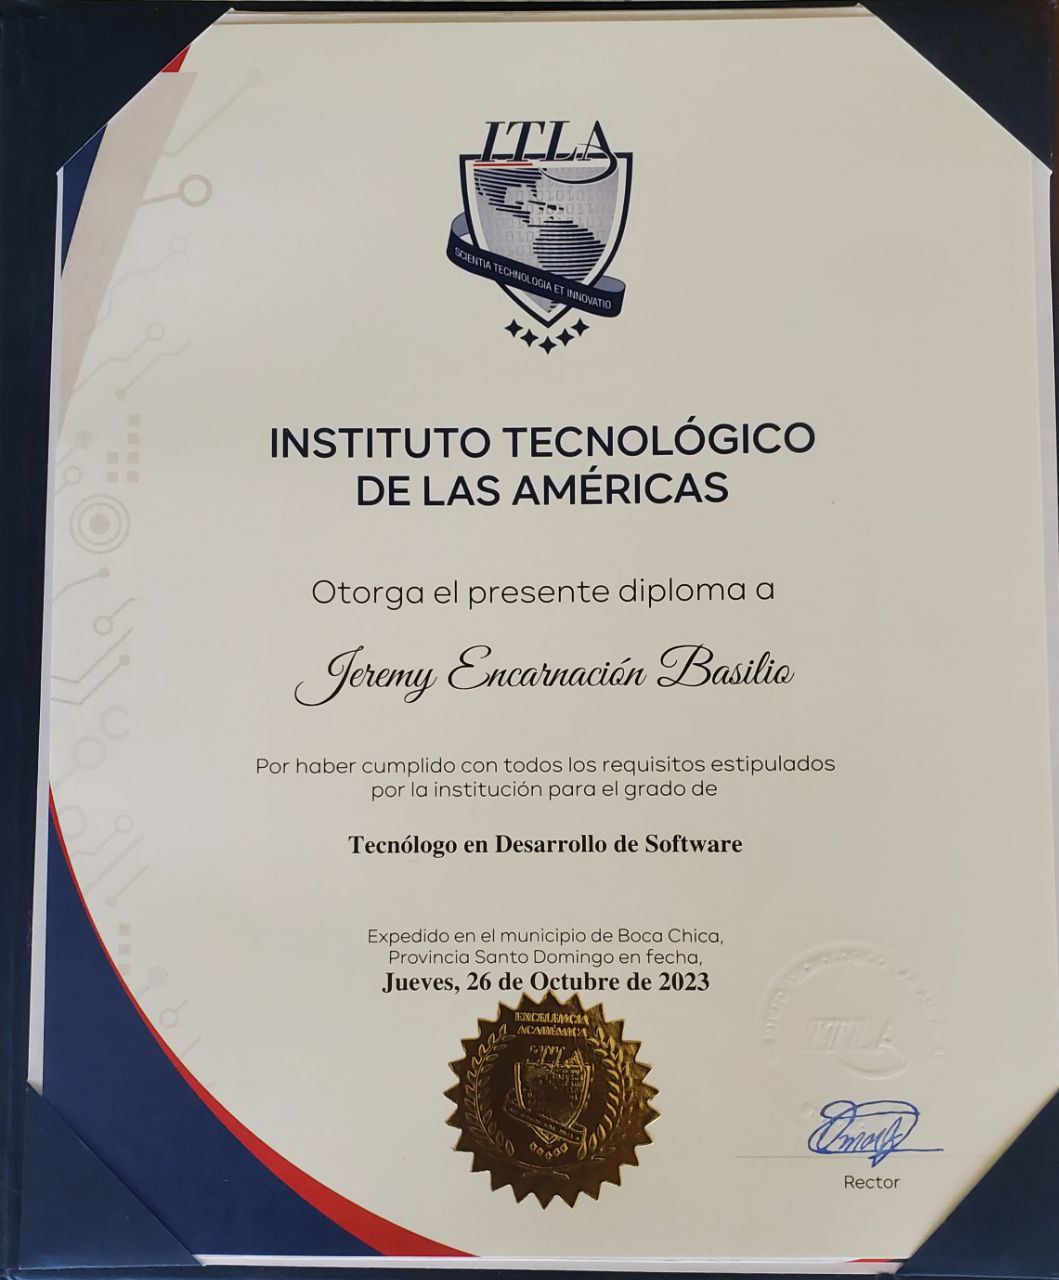 ITLA
SCIENTIA TECHNOLOGIA ET INNOVATIO
INSTITUTO TECNOLÓGICO
DE LAS AMÉRICAS
Otorga el presente diploma a
Jeremy Encarnación Basilio
Por haber cumplido con todos los requisitos estipulados
por la institución para el grado de
Tecnólogo en Desarrollo de Software
Expedido en el municipio de Boca Chica,
Provincia Santo Domingo en fecha,
Jueves, 26 de Octubre de 2023
EXCELENCIA
ACADÉMICA
ITLA
ITLA
Rector